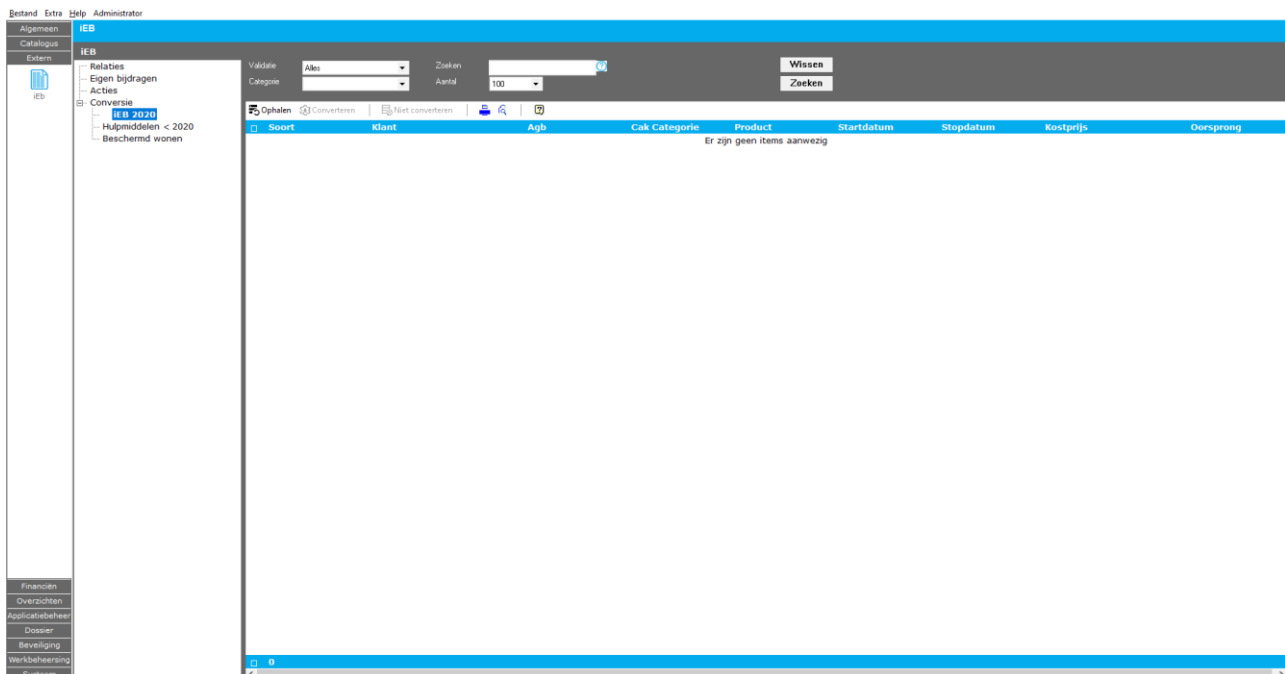 Bestand Extra Help Administrator
Algemeen
Catalogus
Extern
iEb
iEB
iEB
Relaties
Eigen bijdragen
Acties
Conversie
iEB 2020
Hulpmiddelen < 2020
Beschermd wonen
Validatie Alles Zoeken Wissen
Categorie Aantal 100 Zoeken
Ophalen Converteren Niet converteren
Soort Klant Agb Cak Categorie Product Startdatum Stopdatum Kostprijs Oorsprong
Er zijn geen items aanwezig
Financiën
Overzichten
Applicatiebeheer
Dossier
Beveiliging
Werkbeheersing
0